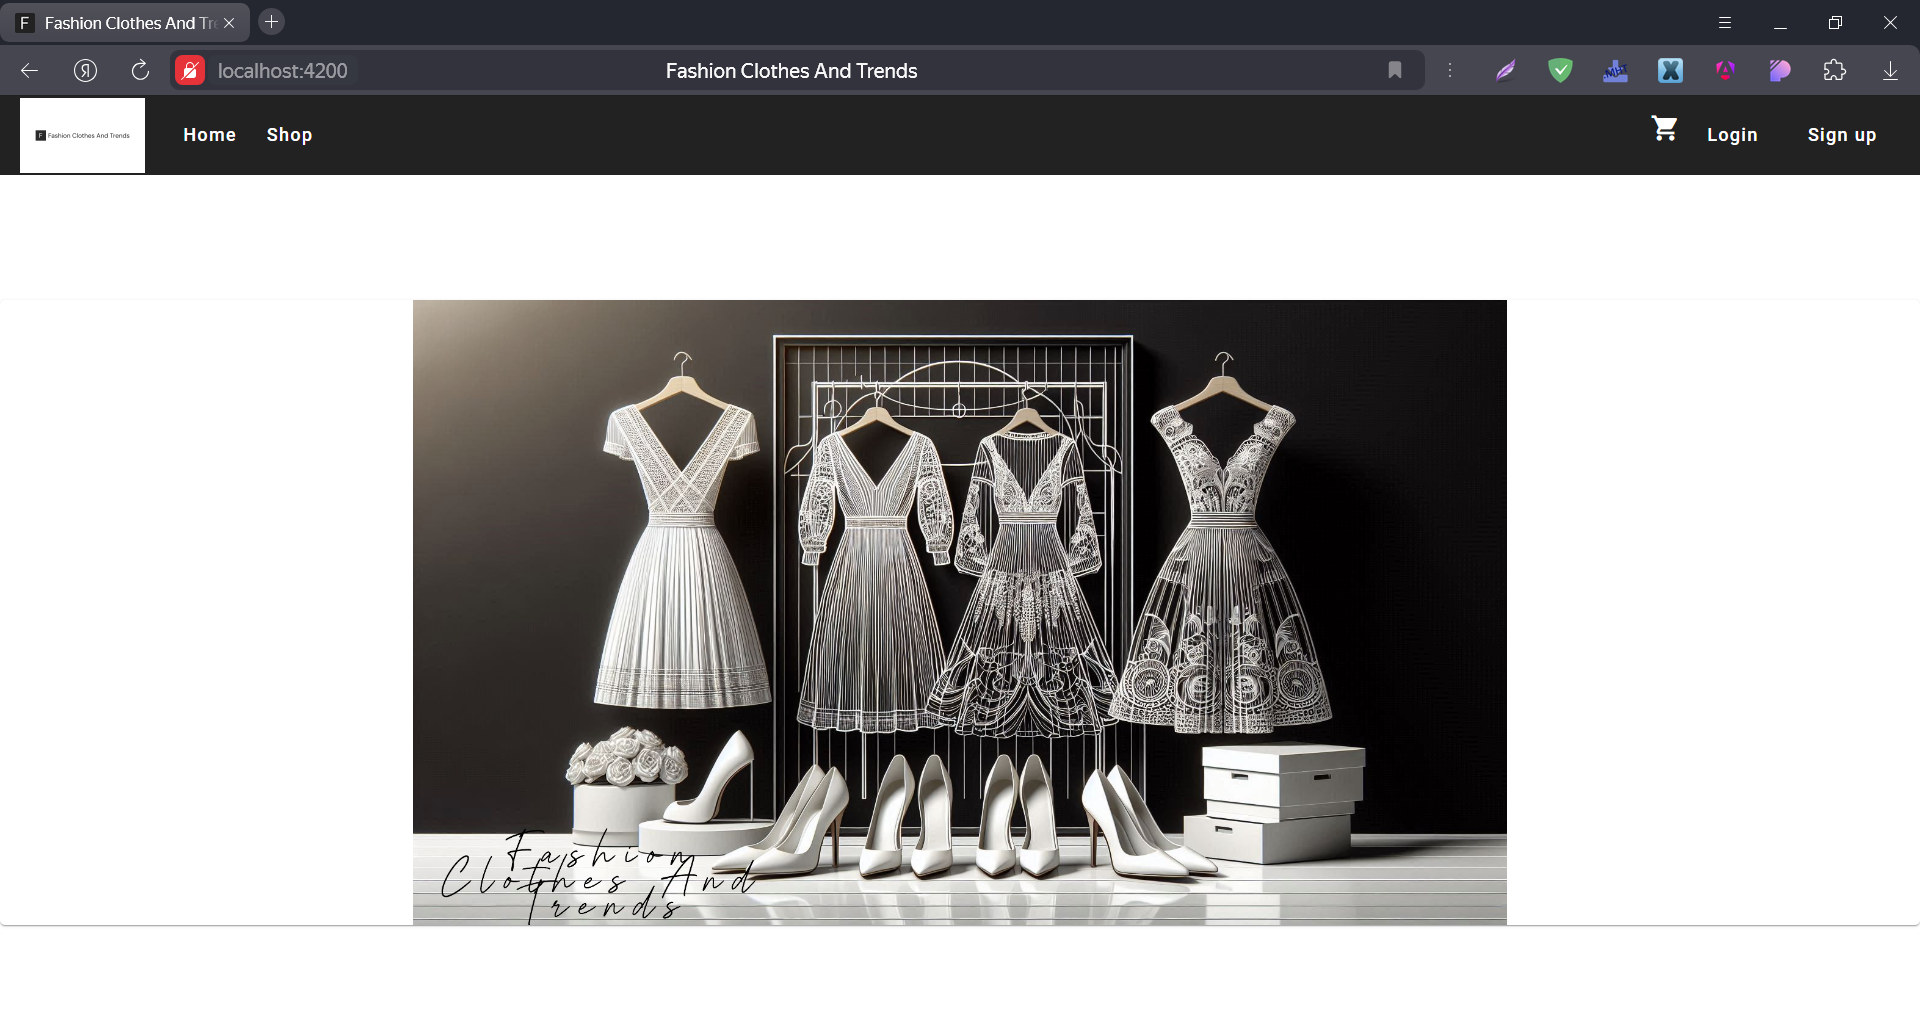 F Fashion Clothes And Tre
Я localhost:4200 Fashion Clothes And Trends
F Fashion Clothes And Trends Home Shop Login Sign up
Fashion
Clothes And
Trends